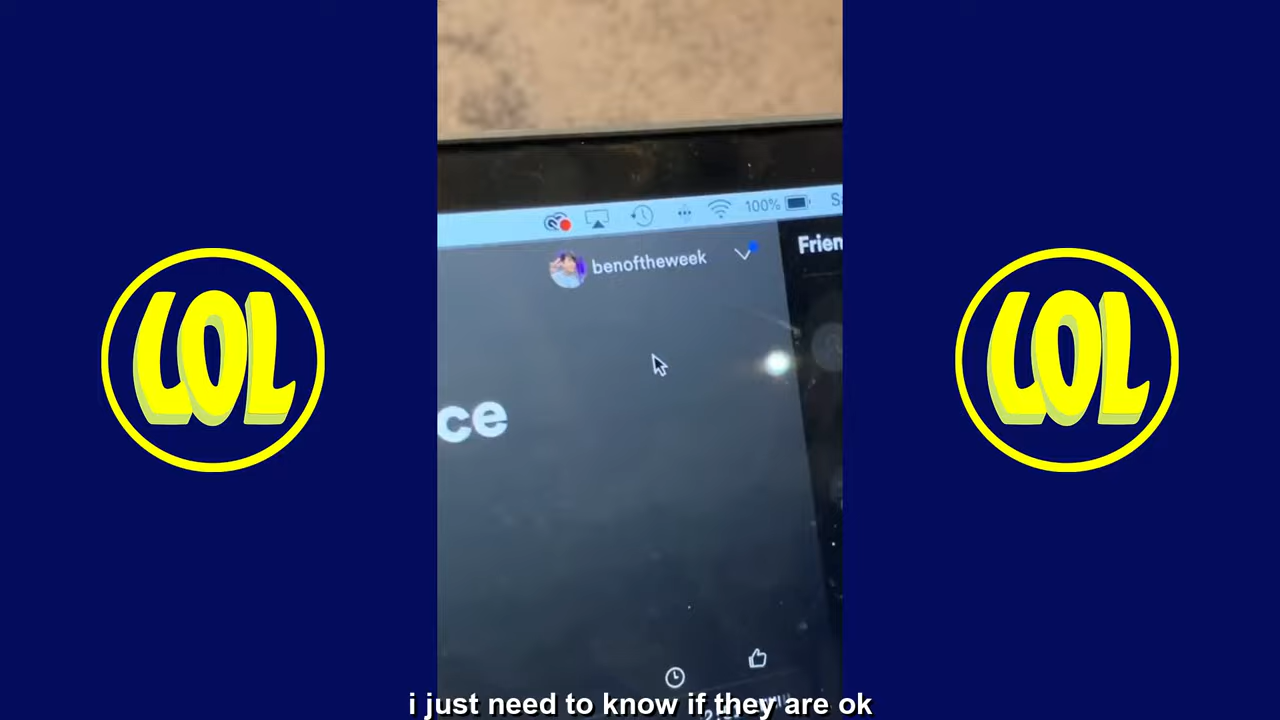 LOL
LOL
100%
benoftheweek
Frien
ce
i just need to know if they are ok